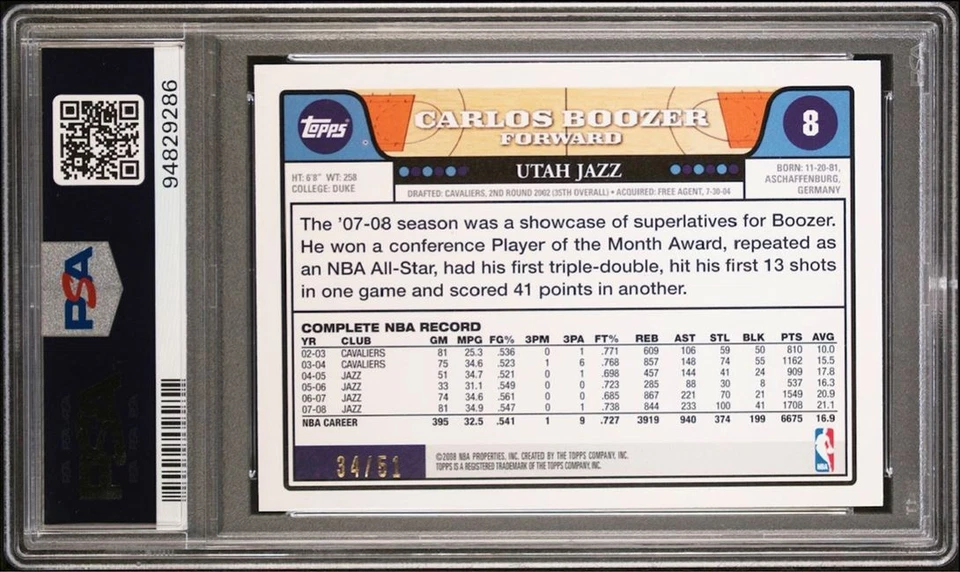 PSA
94829286
topps
CAROLOS BOOZER
FORWARD
8
UTAH JAZZ
HT: 6'8" WT: 258
COLLEGE: DUKE
DRAFTED: CAVALIERS, 2ND ROUND 2002 (35TH OVERALL) • ACQUIRED: FREE AGENT, 7-30-04
BORN: 11-20-81,
ASCHAFFENBURG,
GERMANY
The '07-08 season was a showcase of superlatives for Boozer.
He won a conference Player of the Month Award, repeated as
an NBA All-Star, had his first triple-double, hit his first 13 shots
in one game and scored 41 points in another.
COMPLETE NBA RECORD
YR CLUB GM MPG FG% 3PM 3PA FT% REB AST STL BLK PTS AVG
02-03 CAVALIERS 81 25.3 .536 0 1 .771 609 106 59 50 810 10.0
03-04 CAVALIERS 75 34.6 .523 1 6 .768 857 148 74 55 1162 15.5
04-05 JAZZ 51 34.7 .521 0 1 .698 457 144 41 24 909 17.8
05-06 JAZZ 33 31.1 .549 0 0 .723 285 88 30 8 537 16.3
06-07 JAZZ 74 34.6 .561 0 0 .685 867 221 70 21 1549 20.9
07-08 JAZZ 81 34.9 .547 0 1 .738 844 233 100 41 1708 21.1
NBA CAREER 395 32.5 .541 1 9 .727 3919 940 374 199 6675 16.9
34/51
©2008 NBA PROPERTIES, INC. CREATED BY THE TOPPS COMPANY, INC.
TOPPS IS A REGISTERED TRADEMARK OF THE TOPPS COMPANY, INC.
NBA